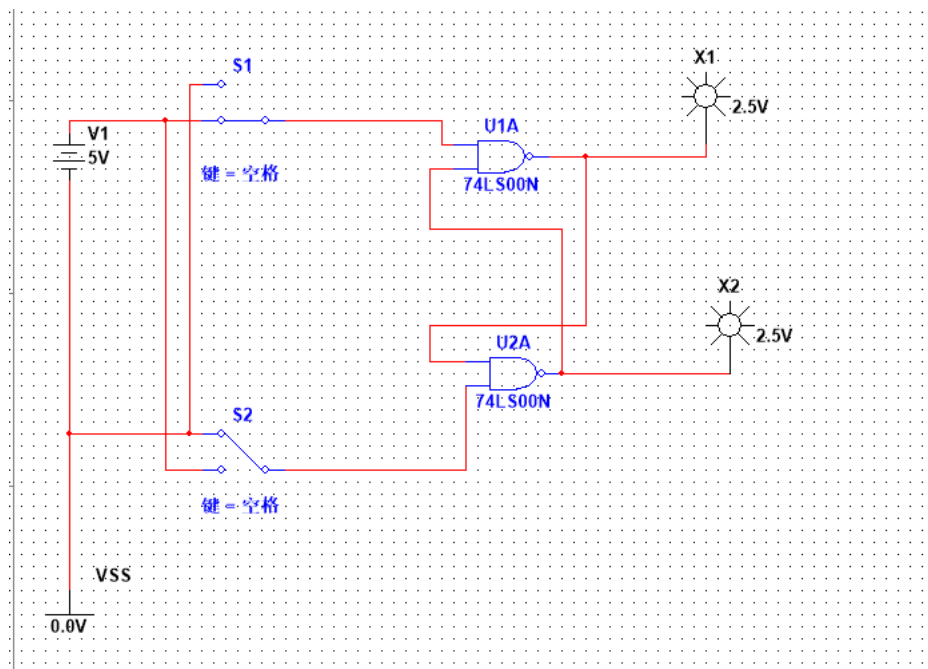 S1
X1
2.5V
V1
5V
U1A
键 = 空格
74LS00N
X2
2.5V
U2A
74LS00N
S2
键 = 空格
VSS
0.0V